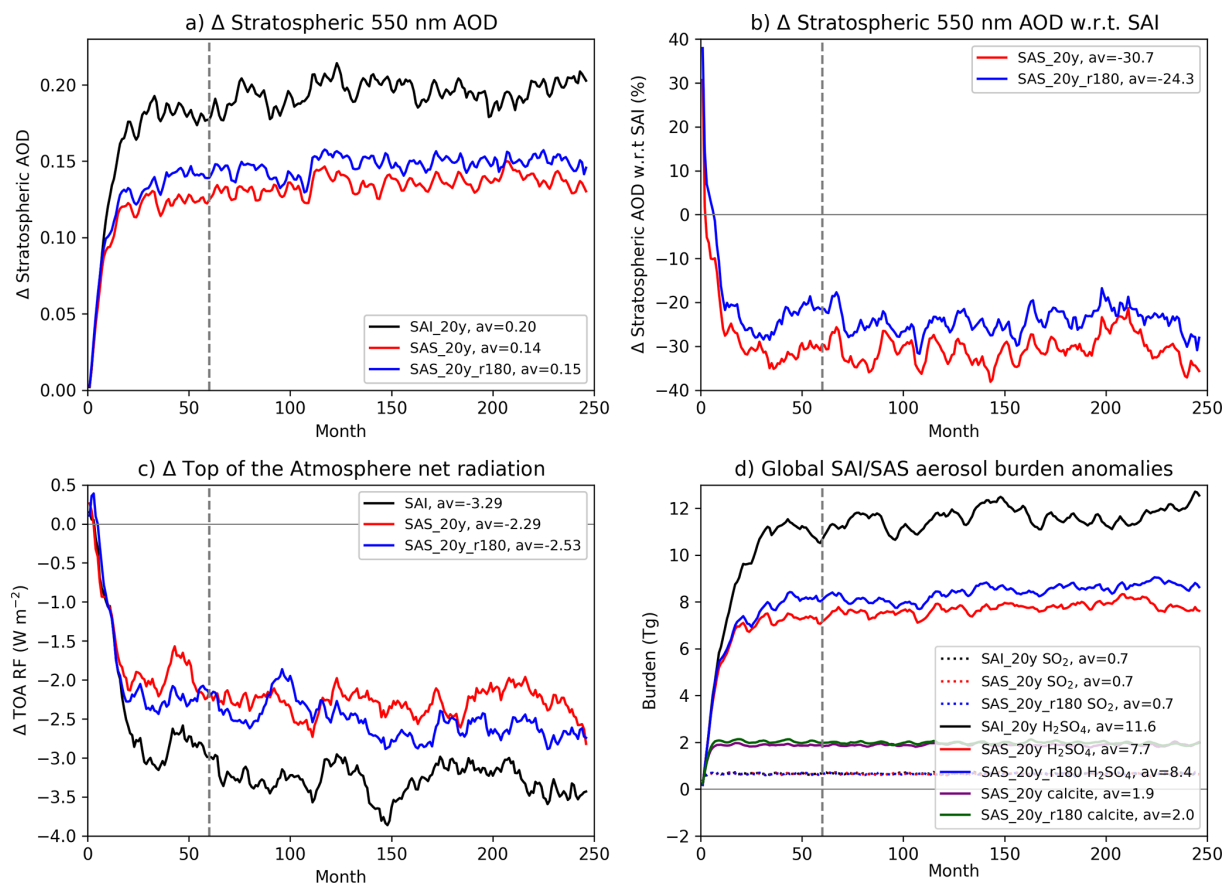 a) Δ Stratospheric 550 nm AOD
0.20
0.15
0.10
0.05
0.00
Δ Stratospheric AOD
SAI_20y, av=0.20
SAS_20y, av=0.14
SAS_20y_r180, av=0.15
0 50 100 150 200 250
Month
b) Δ Stratospheric 550 nm AOD w.r.t. SAI
40
30
20
10
0
−10
−20
−30
−40
Δ Stratospheric AOD w.r.t SAI (%)
SAS_20y, av=-30.7
SAS_20y_r180, av=-24.3
0 50 100 150 200 250
Month
c) Δ Top of the Atmosphere net radiation
0.5
0.0
−0.5
−1.0
−1.5
−2.0
−2.5
−3.0
−3.5
−4.0
Δ TOA RF (W m⁻²)
SAI, av=-3.29
SAS_20y, av=-2.29
SAS_20y_r180, av=-2.53
0 50 100 150 200 250
Month
d) Global SAI/SAS aerosol burden anomalies
12
10
8
6
4
2
0
−2
Burden (Tg)
SAI_20y SO₂, av=0.7
SAS_20y SO₂, av=0.7
SAS_20y_r180 SO₂, av=0.7
SAI_20y H₂SO₄, av=11.6
SAS_20y H₂SO₄, av=7.7
SAS_20y_r180 H₂SO₄, av=8.4
SAS_20y calcite, av=1.9
SAS_20y_r180 calcite, av=2.0
0 50 100 150 200 250
Month